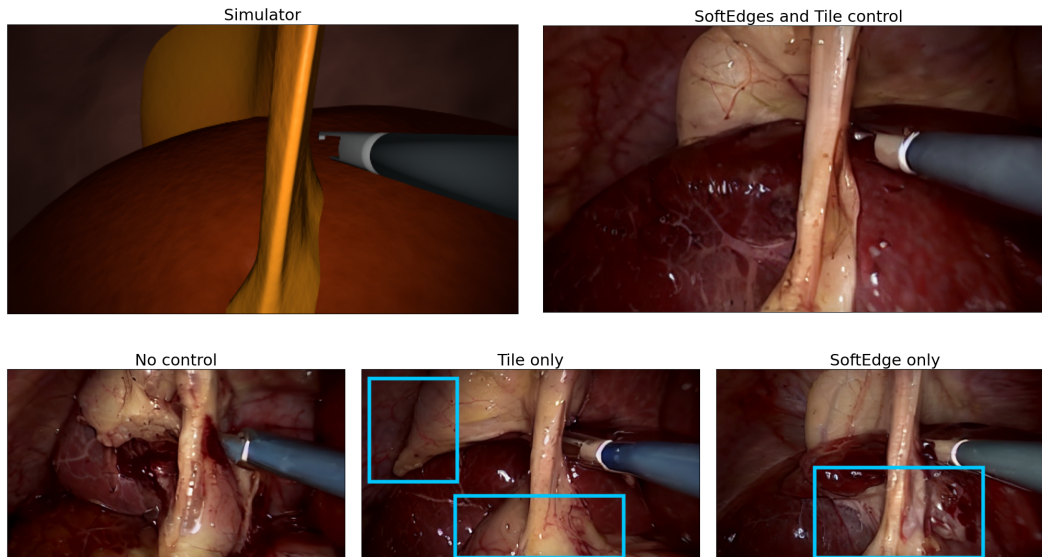 Simulator
SoftEdges and Tile control
No control
Tile only
SoftEdge only